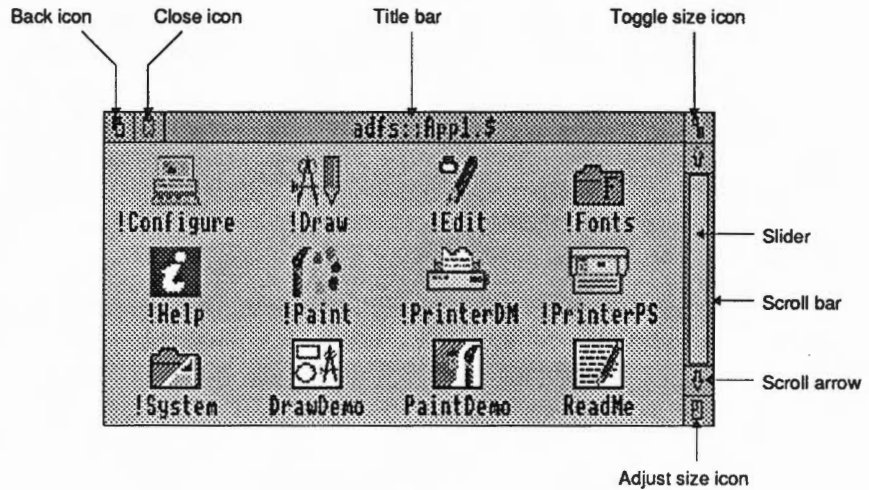 Back icon Close icon Title bar Toggle size icon
adfs::App1.$
!Configure !Draw !Edit !Fonts
Slider
!Help !Paint !PrinterDM !PrinterPS
Scroll bar
Scroll arrow
!System DrawDemo PaintDemo ReadMe
Adjust size icon